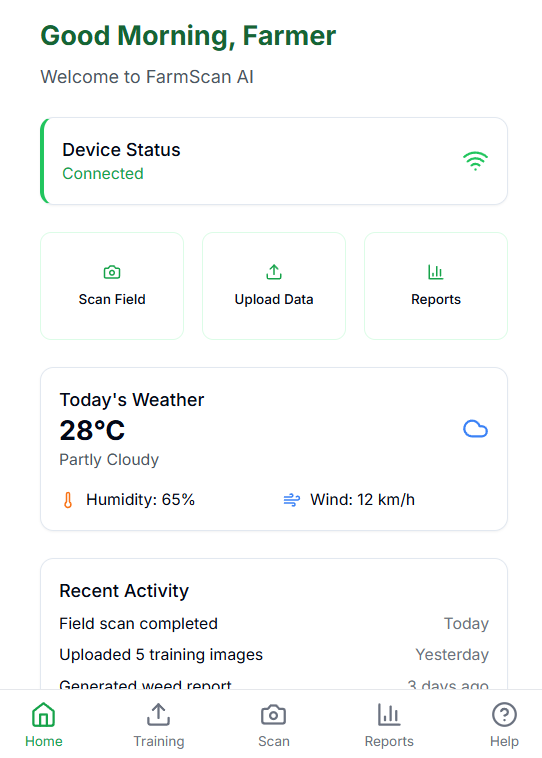 Good Morning, Farmer
Welcome to FarmScan AI
Device Status
Connected
Scan Field
Upload Data
Reports
Today's Weather
28°C
Partly Cloudy
Humidity: 65%
Wind: 12 km/h
Recent Activity
Field scan completed Today
Uploaded 5 training images Yesterday
Generated weed report 3 days ago
Home
Training
Scan
Reports
Help